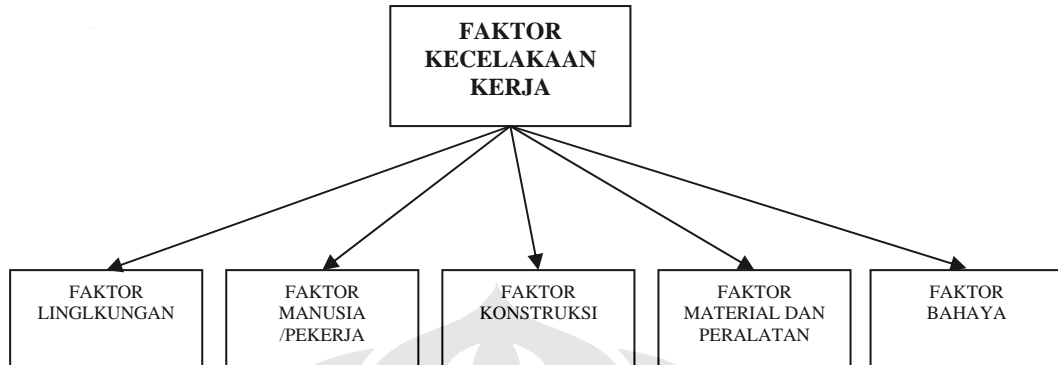 FAKTOR
KECELAKAAN
KERJA
FAKTOR
LINGLKUNGAN
FAKTOR
MANUSIA
/PEKERJA
FAKTOR
KONSTRUKSI
FAKTOR
MATERIAL DAN
PERALATAN
FAKTOR
BAHAYA